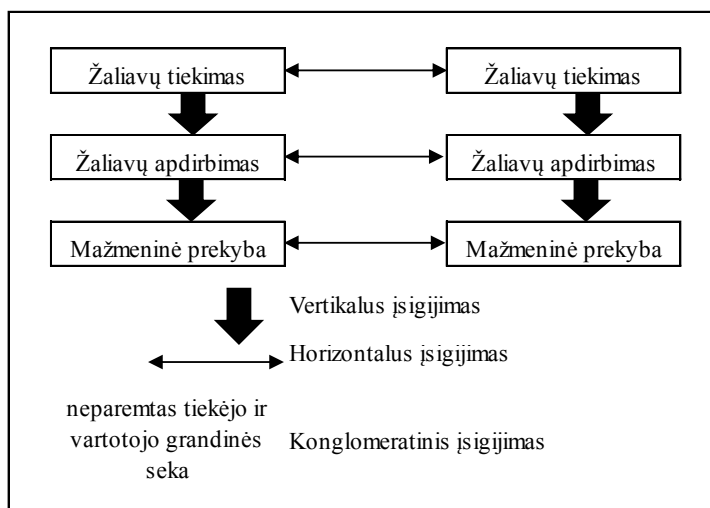 Žaliavų tiekimas
Žaliavų tiekimas
Žaliavų apdirbimas
Žaliavų apdirbimas
Mažmeninė prekyba
Mažmeninė prekyba
Vertikalus įsigijimas
Horizontalus įsigijimas
neparemtas tiekėjo ir
vartotojo grandinės
seka
Konglomeratinis įsigijimas